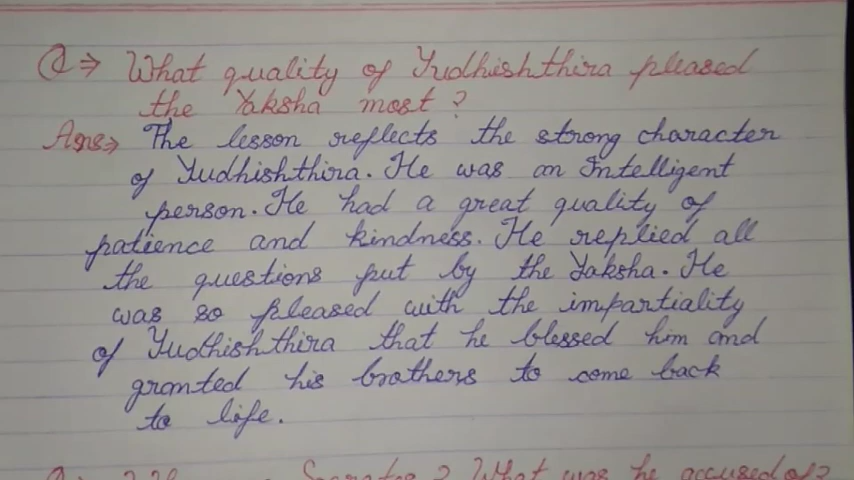 Q⇒ What quality of Yudhishthira pleased
the Yaksha most?
Ans⇒ The lesson reflects the strong character
of Yudhishthira. He was an Intelligent
person. He had a great quality of
patience and kindness. He replied all
the questions put by the Yaksha. He
was so pleased with the impartiality
of Yudhishthira that he blessed him and
granted his brothers to come back
to life.
Socrates? What was he accused of?